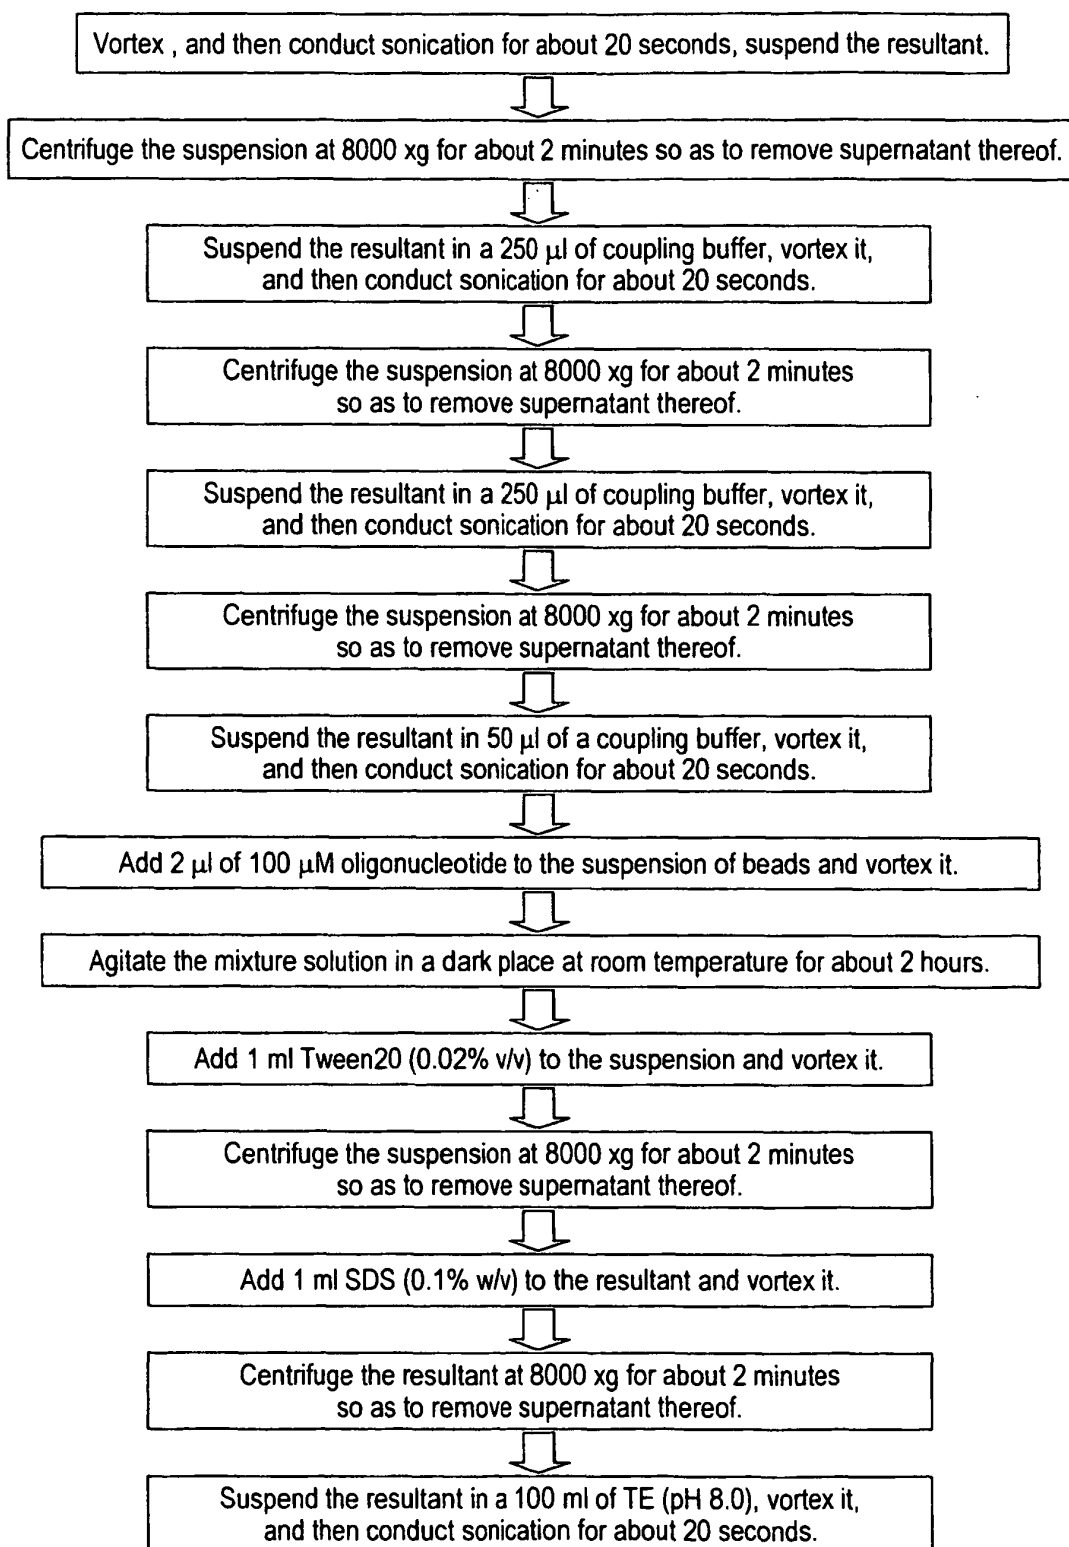 Vortex , and then conduct sonication for about 20 seconds, suspend the resultant.
Centrifuge the suspension at 8000 xg for about 2 minutes so as to remove supernatant thereof.
Suspend the resultant in a 250 µl of coupling buffer, vortex it,
and then conduct sonication for about 20 seconds.
Centrifuge the suspension at 8000 xg for about 2 minutes
so as to remove supernatant thereof.
Suspend the resultant in a 250 µl of coupling buffer, vortex it,
and then conduct sonication for about 20 seconds.
Centrifuge the suspension at 8000 xg for about 2 minutes
so as to remove supernatant thereof.
Suspend the resultant in 50 µl of a coupling buffer, vortex it,
and then conduct sonication for about 20 seconds.
Add 2 µl of 100 µM oligonucleotide to the suspension of beads and vortex it.
Agitate the mixture solution in a dark place at room temperature for about 2 hours.
Add 1 ml Tween20 (0.02% v/v) to the suspension and vortex it.
Centrifuge the suspension at 8000 xg for about 2 minutes
so as to remove supernatant thereof.
Add 1 ml SDS (0.1% w/v) to the resultant and vortex it.
Centrifuge the resultant at 8000 xg for about 2 minutes
so as to remove supernatant thereof.
Suspend the resultant in a 100 ml of TE (pH 8.0), vortex it,
and then conduct sonication for about 20 seconds.